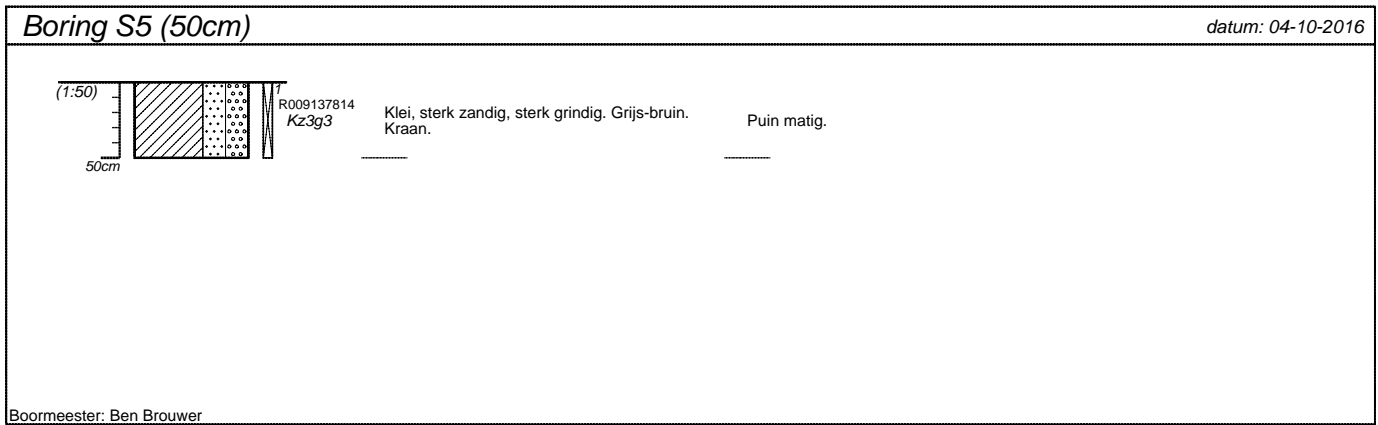 Boring S5 (50cm)
datum: 04-10-2016
(1:50)
1
R009137814
Kz3g3
Klei, sterk zandig, sterk grindig. Grijs-bruin.
Kraan.
Puin matig.
50cm
Boormeester: Ben Brouwer